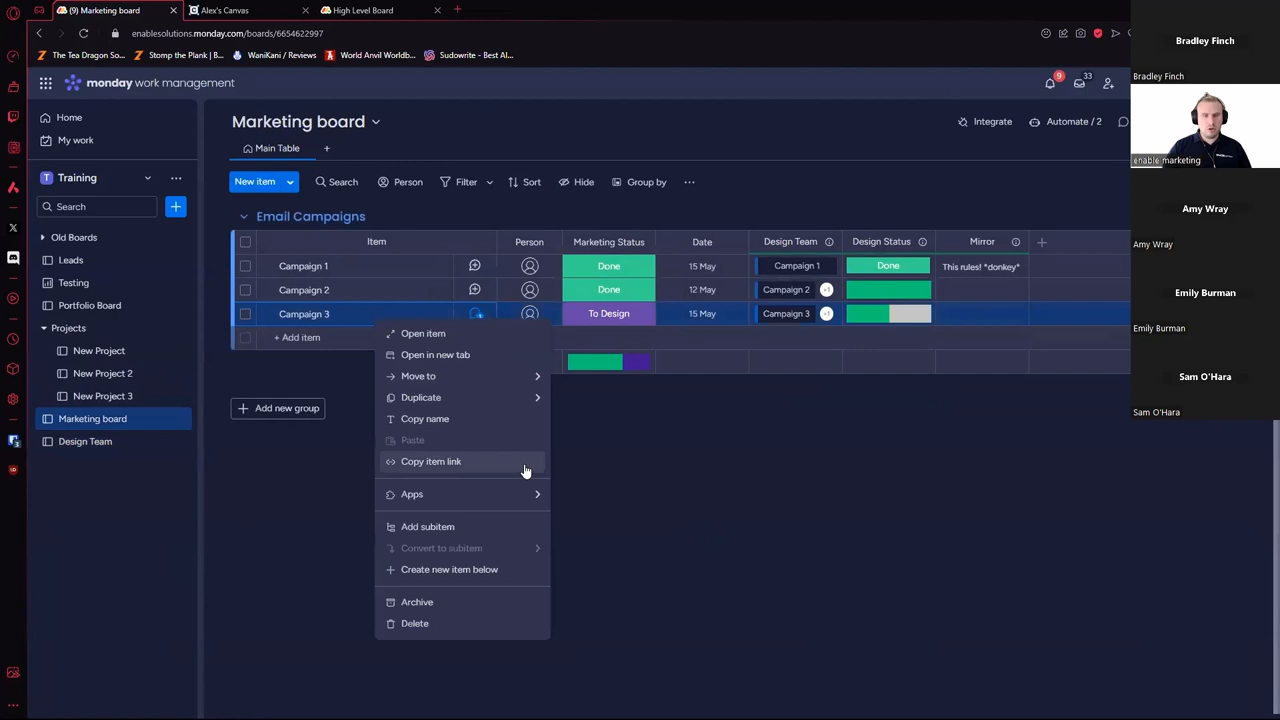 (9) Marketing board
Alex's Canvas
High Level Board
enablesolutions.monday.com/boards/6654622997
The Tea Dragon So...
Stomp the Plank | B...
WaniKani / Reviews
World Anvil Worldb...
Sudowrite - Best AI...
monday work management
9
33
Home
My work
T Training
Search
Old Boards
Leads
Testing
Portfolio Board
Projects
New Project
New Project 2
New Project 3
Marketing board
Design Team
Marketing board
Integrate
Automate / 2
Main Table
New item
Search
Person
Filter
Sort
Hide
Group by
Email Campaigns
Item
Person
Marketing Status
Date
Design Team
Design Status
Mirror
Campaign 1
Done
15 May
Campaign 1
Done
This rules! *donkey*
Campaign 2
Done
12 May
Campaign 2
+1
Campaign 3
To Design
15 May
Campaign 3
+1
+ Add item
Add new group
Open item
Open in new tab
Move to
Duplicate
Copy name
Paste
Copy item link
Apps
Add subitem
Convert to subitem
Create new item below
Archive
Delete
Bradley Finch
Bradley Finch
enable marketing
Amy Wray
Amy Wray
Emily Burman
Emily Burman
Sam O'Hara
Sam O'Hara